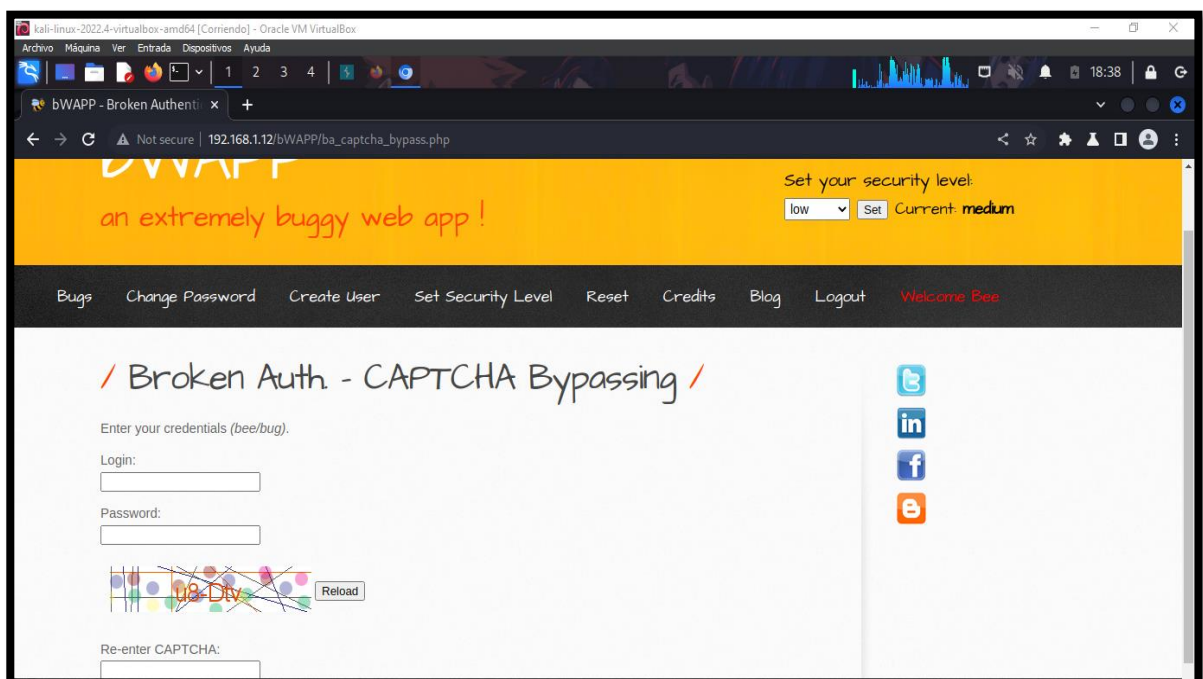 kali-linux-2022.4-virtualbox-amd64 [Corriendo] - Oracle VM VirtualBox
Archivo Máquina Ver Entrada Dispositivos Ayuda
1 2 3 4
18:38
bWAPP - Broken Authenti
Not secure | 192.168.1.12/bWAPP/ba_captcha_bypass.php
bWAPP
an extremely buggy web app !
Set your security level:
low Set Current: medium
Bugs Change Password Create User Set Security Level Reset Credits Blog Logout Welcome Bee
/ Broken Auth. - CAPTCHA Bypassing /
Enter your credentials (bee/bug).
Login:
Password:
u8-Dtv Reload
Re-enter CAPTCHA: